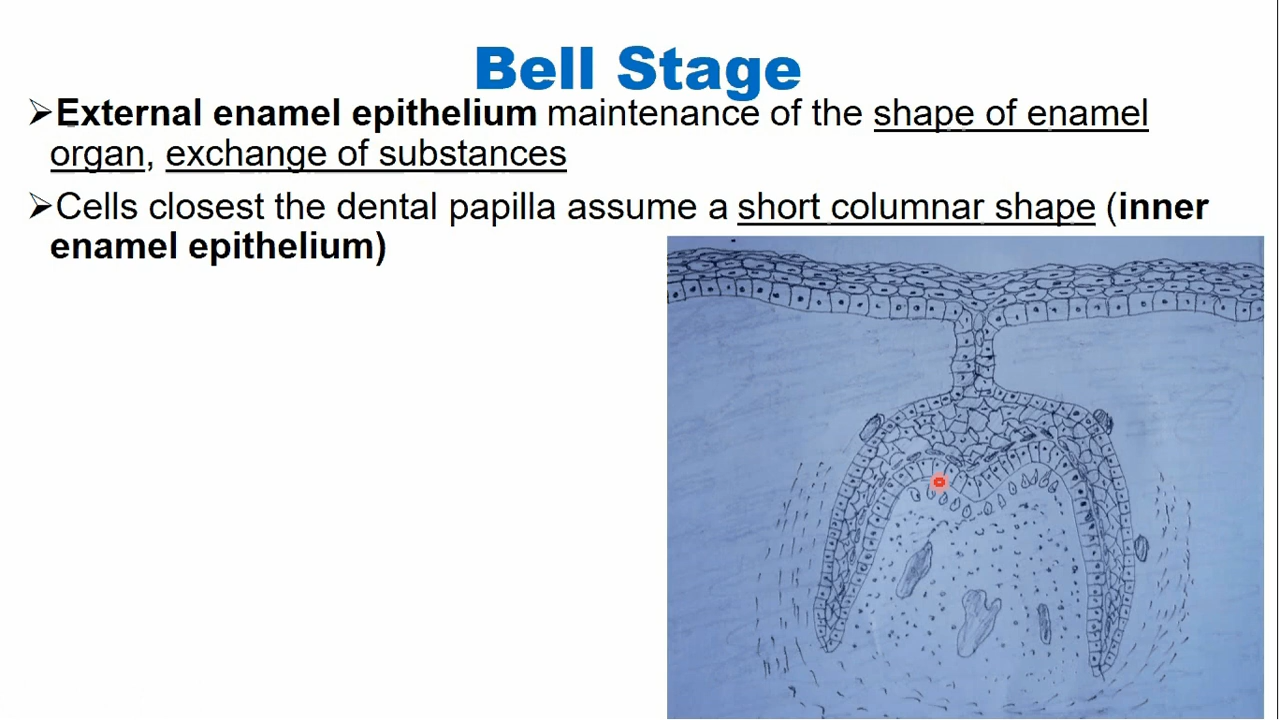 Bell Stage
➢External enamel epithelium maintenance of the shape of enamel
organ, exchange of substances
➢Cells closest the dental papilla assume a short columnar shape (inner
enamel epithelium)